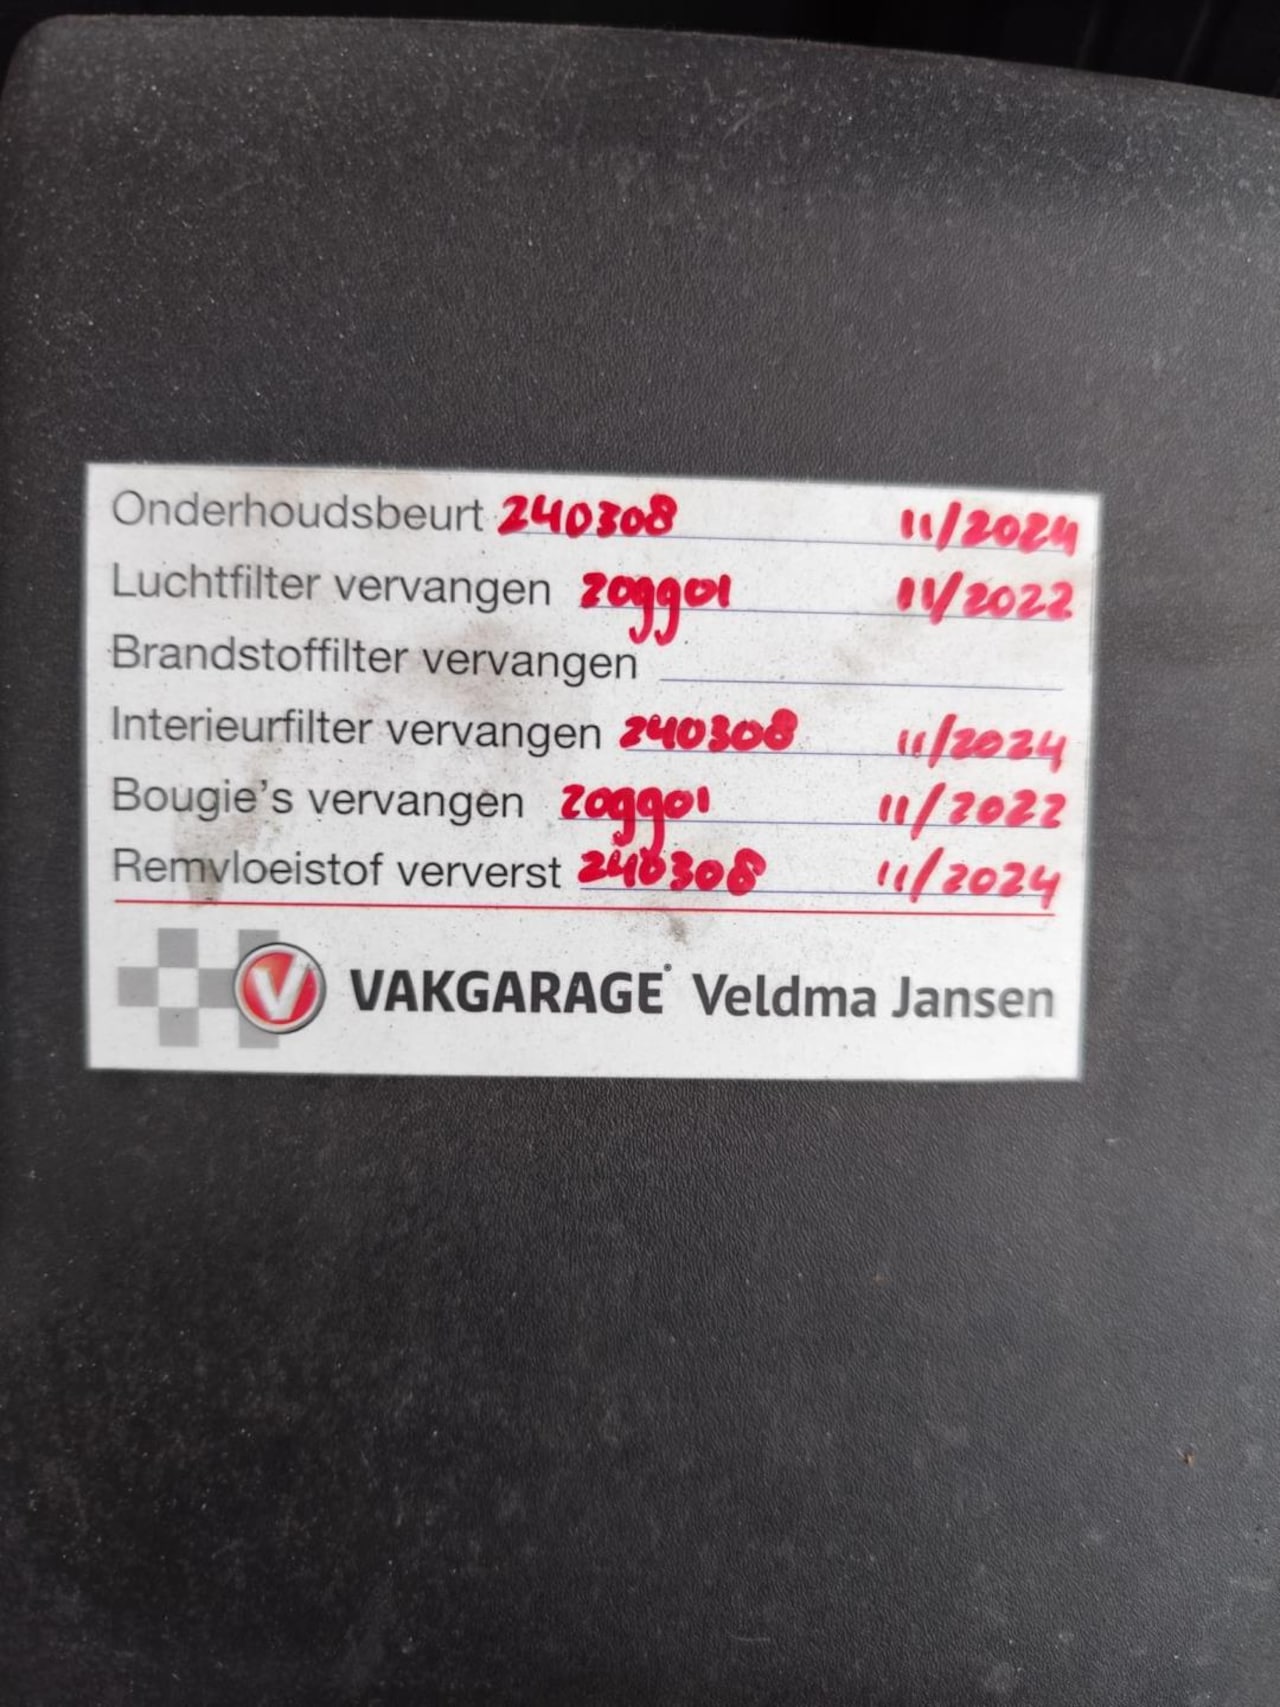 Onderhoudsbeurt 240308 11/2024
Luchtfilter vervangen 209901 11/2022
Brandstoffilter vervangen
Interieurfilter vervangen 240308 11/2024
Bougie's vervangen 209901 11/2022
Remvloeistof ververst 240308 11/2024
V VAKGARAGE® Veldma Jansen